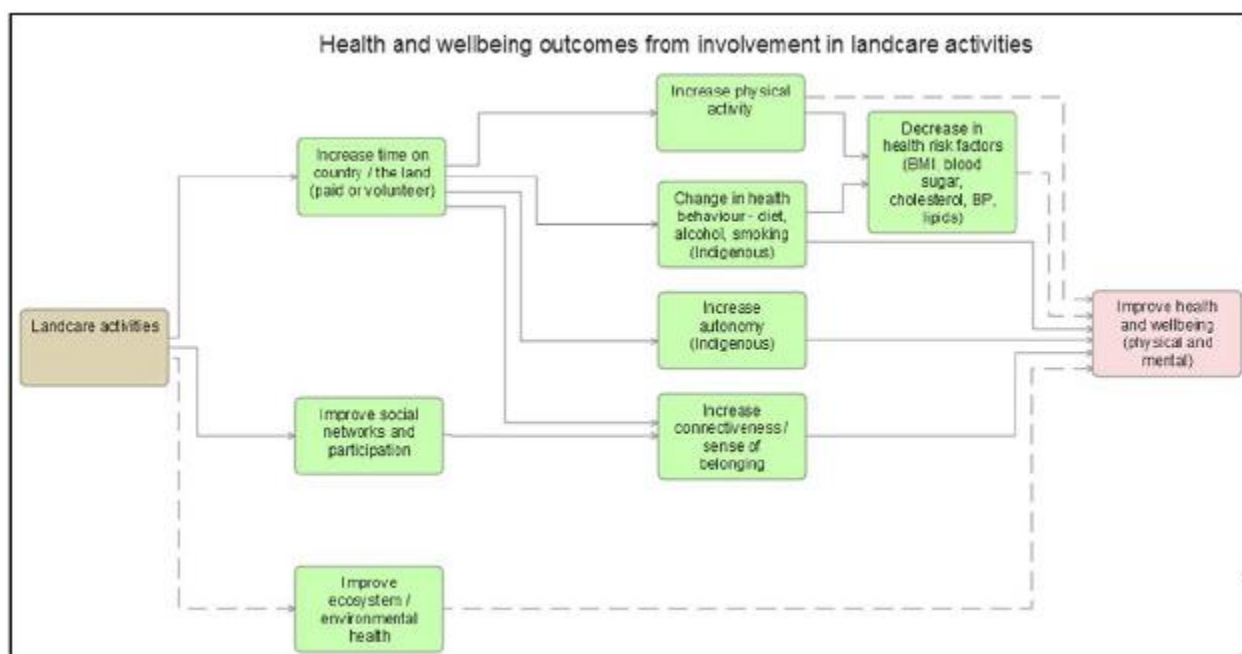 Health and wellbeing outcomes from involvement in landcare activities
Increase physical
activity
Decrease in
health risk factors
(BMI, blood
sugar,
cholesterol, BP,
lipids)
Increase time on
country / the land
(paid or volunteer)
Change in health
behaviour - diet,
alcohol, smoking
(Indigenous)
Landcare activities
Increase
autonomy
(Indigenous)
Improve health
and wellbeing
(physical and
mental)
Improve social
networks and
participation
Increase
connectiveness /
sense of
belonging
Improve
ecosystem /
environmental
health